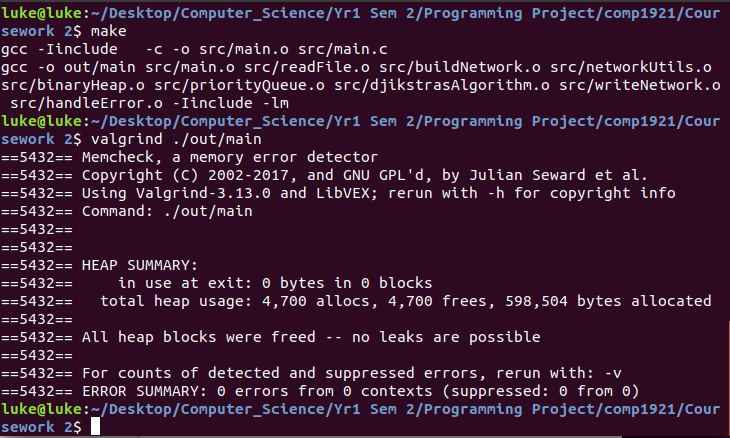 luke@luke:~/Desktop/Computer_Science/Yr1 Sem 2/Programming Project/comp1921/Cour
sework 2$ make
gcc -Iinclude   -c -o src/main.o src/main.c
gcc -o out/main src/main.o src/readFile.o src/buildNetwork.o src/networkUtils.o
src/binaryHeap.o src/priorityQueue.o src/djikstrasAlgorithm.o src/writeNetwork.o
 src/handleError.o -Iinclude -lm
luke@luke:~/Desktop/Computer_Science/Yr1 Sem 2/Programming Project/comp1921/Cour
sework 2$ valgrind ./out/main
==5432== Memcheck, a memory error detector
==5432== Copyright (C) 2002-2017, and GNU GPL'd, by Julian Seward et al.
==5432== Using Valgrind-3.13.0 and LibVEX; rerun with -h for copyright info
==5432== Command: ./out/main
==5432==
==5432==
==5432== HEAP SUMMARY:
==5432==     in use at exit: 0 bytes in 0 blocks
==5432==   total heap usage: 4,700 allocs, 4,700 frees, 598,504 bytes allocated
==5432==
==5432== All heap blocks were freed -- no leaks are possible
==5432==
==5432== For counts of detected and suppressed errors, rerun with: -v
==5432== ERROR SUMMARY: 0 errors from 0 contexts (suppressed: 0 from 0)
luke@luke:~/Desktop/Computer_Science/Yr1 Sem 2/Programming Project/comp1921/Cour
sework 2$